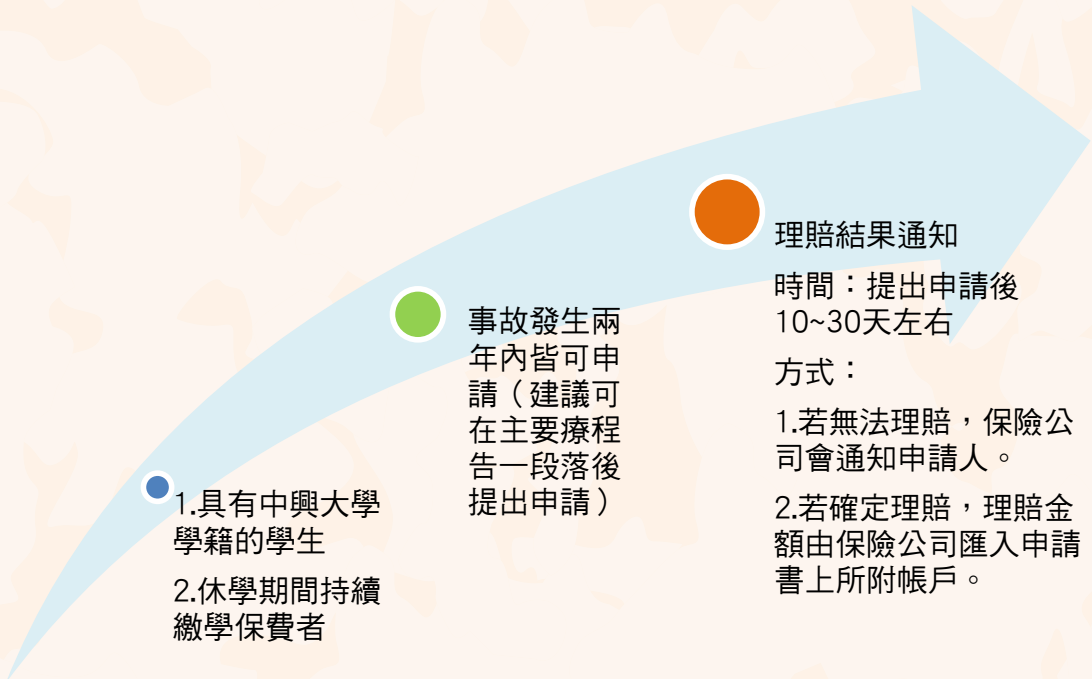 1.具有中興大學
學籍的學生
2.休學期間持續
繳學保費者
事故發生兩
年內皆可申
請（建議可
在主要療程
告一段落後
提出申請）
理賠結果通知
時間：提出申請後
10~30天左右
方式：
1.若無法理賠，保險公
司會通知申請人。
2.若確定理賠，理賠金
額由保險公司匯入申請
書上所附帳戶。